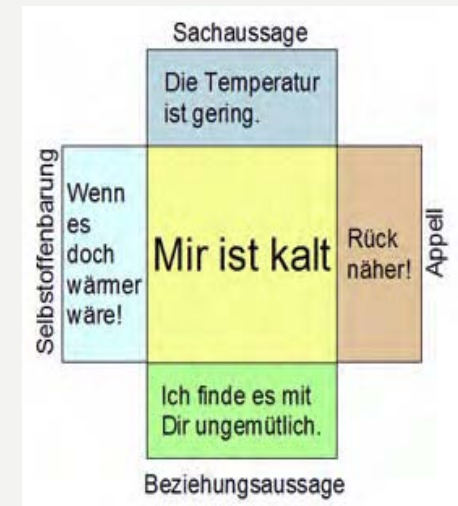 Sachaussage
Die Temperatur
ist gering.
Selbstoffenbarung
Wenn
es
doch
wärmer
wäre!
Mir ist kalt
Rück
näher!
Appell
Ich finde es mit
Dir ungemütlich.
Beziehungsaussage